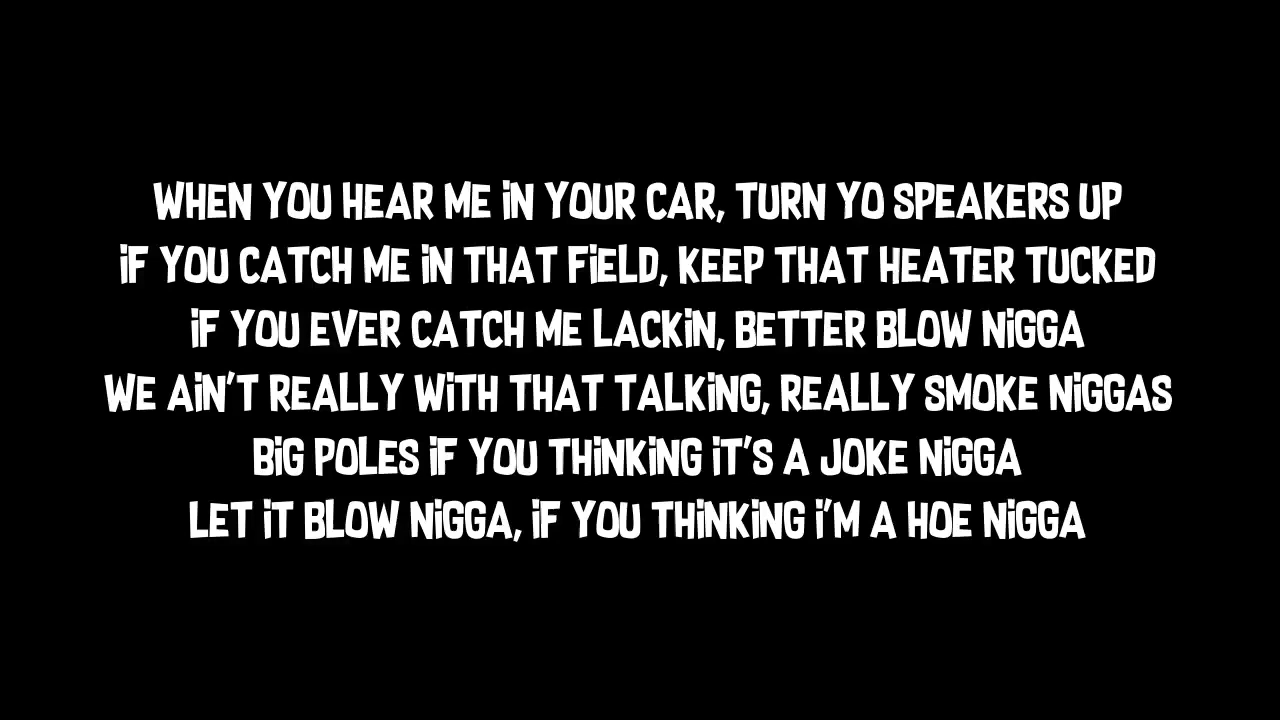 WHEN YOU HEAR ME IN YOUR CAR, TURN YO SPEAKERS UP
IF YOU CATCH ME IN THAT FIELD, KEEP THAT HEATER TUCKED
IF YOU EVER CATCH ME LACKIN, BETTER BLOW NIGGA
WE AIN'T REALLY WITH THAT TALKING, REALLY SMOKE NIGGAS
BIG POLES IF YOU THINKING IT'S A JOKE NIGGA
LET IT BLOW NIGGA, IF YOU THINKING I'M A HOE NIGGA